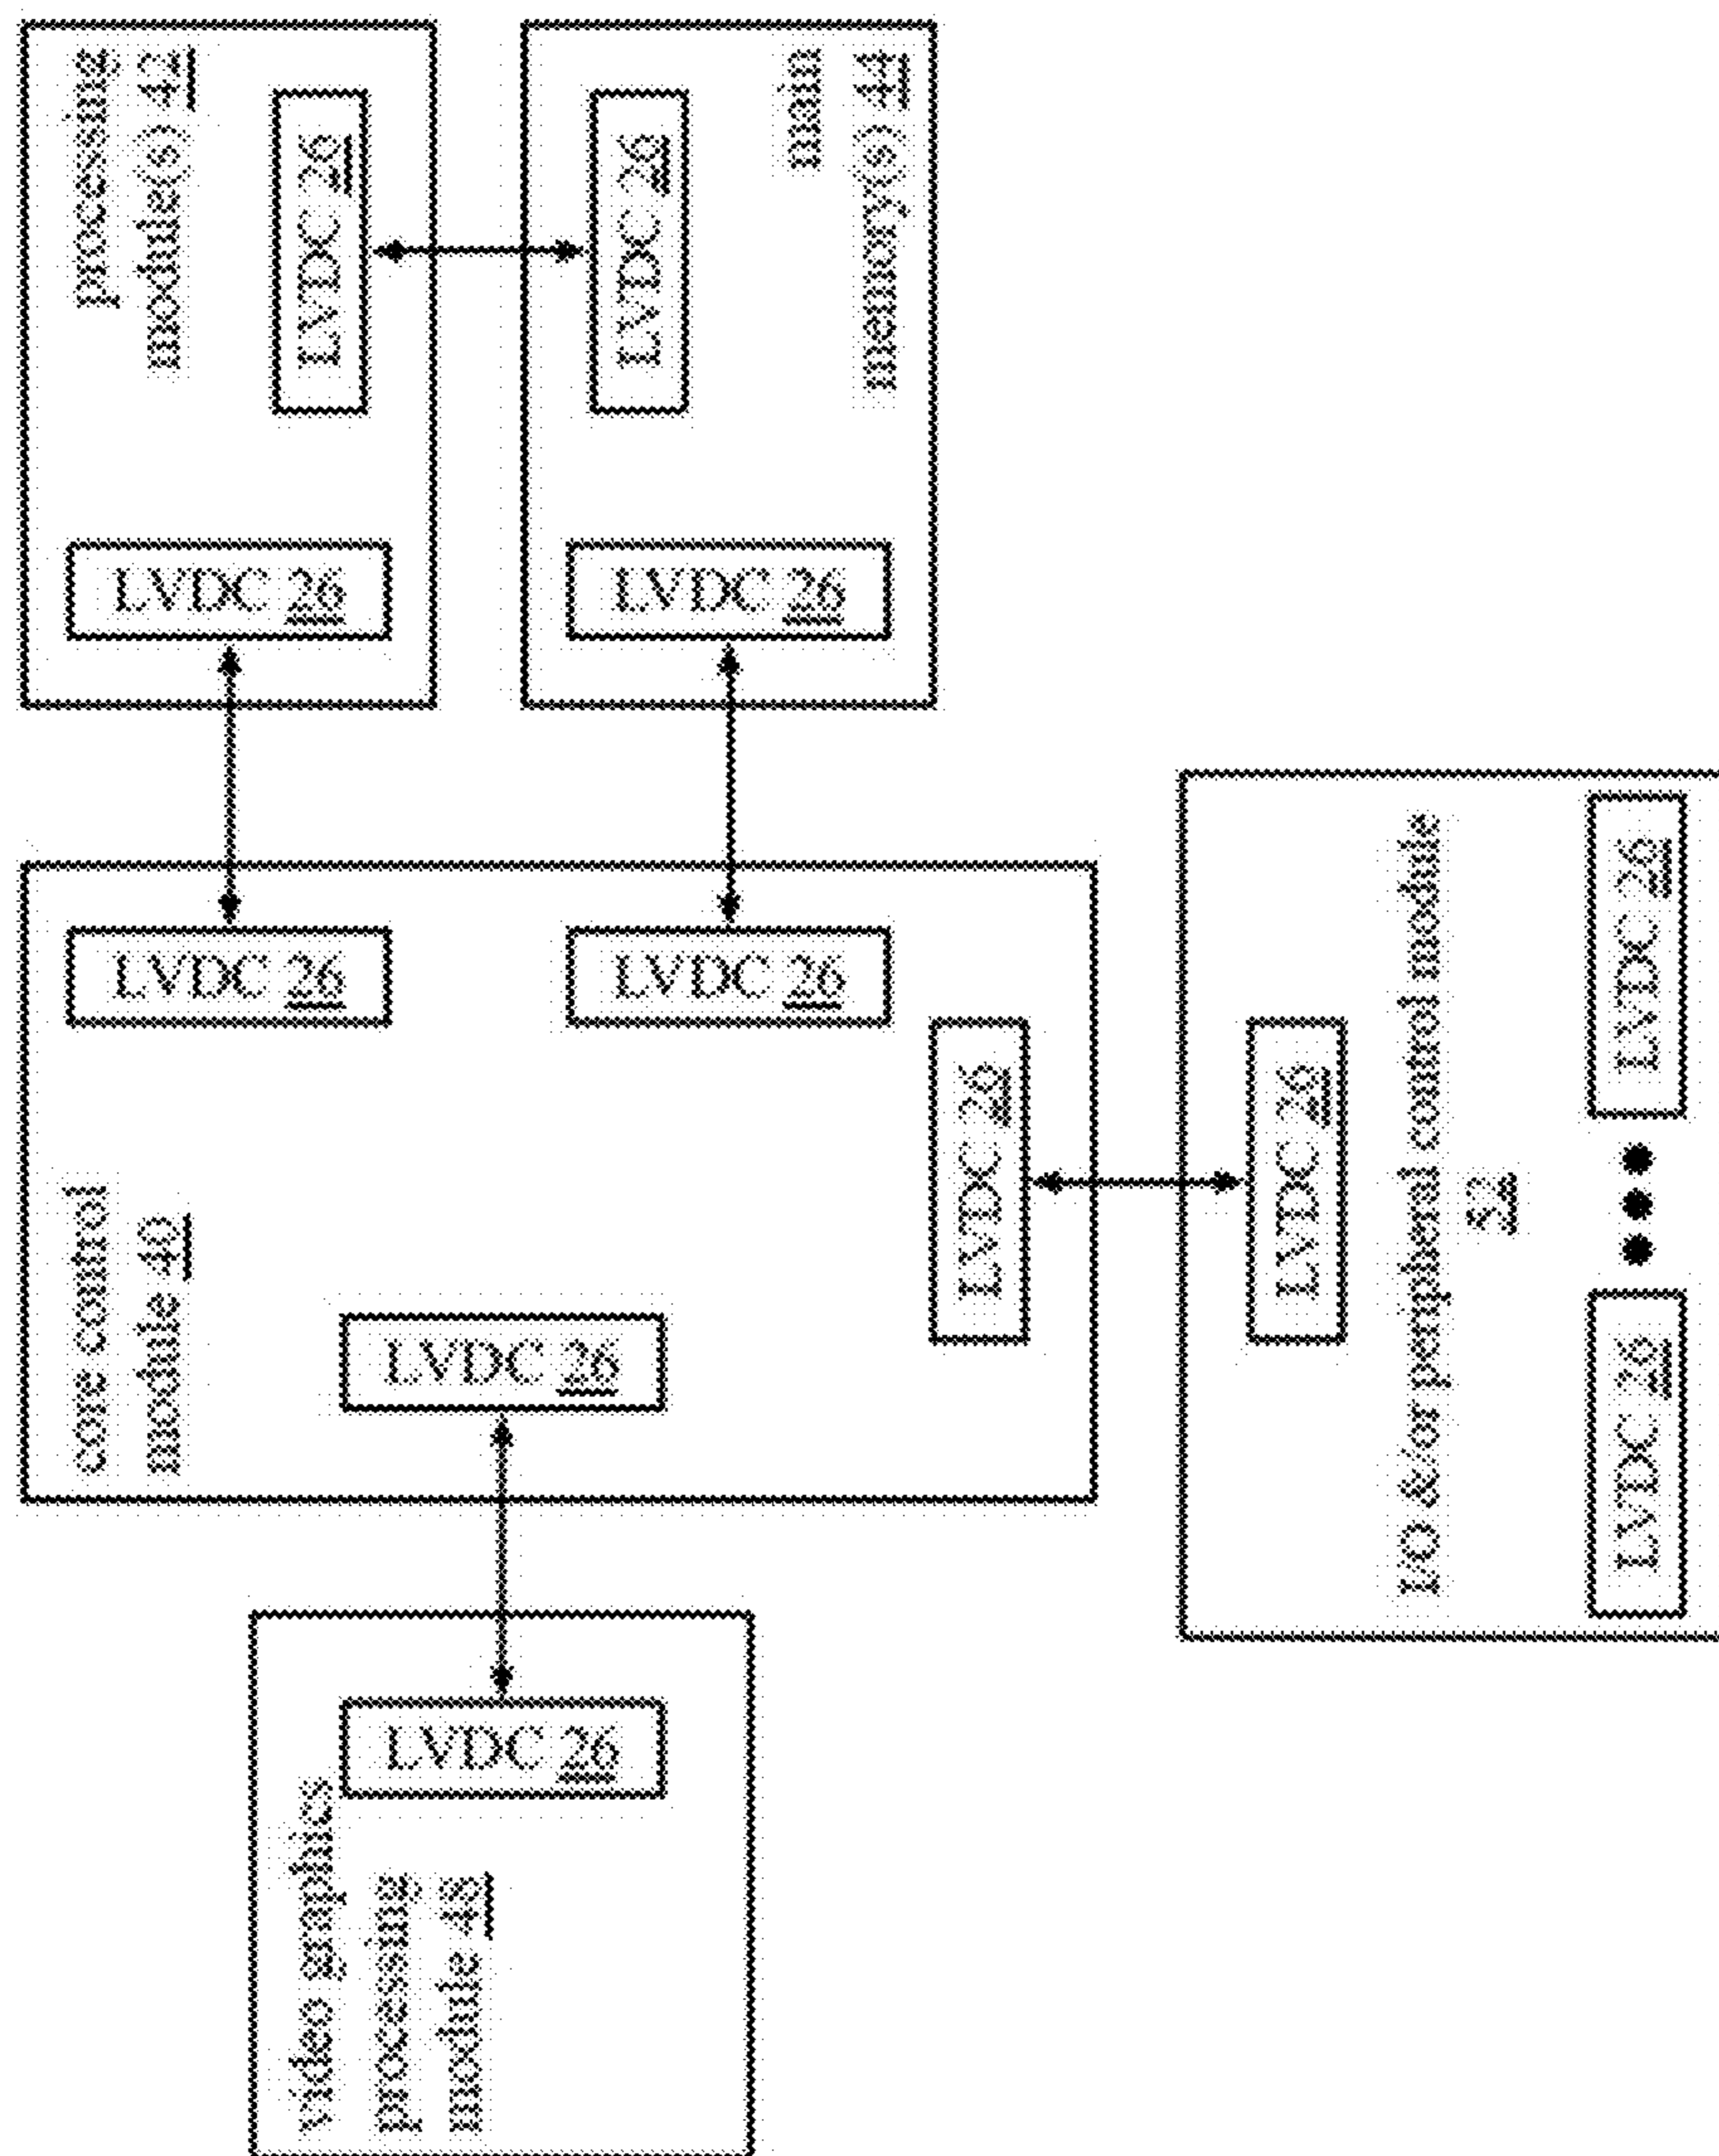 processing
module(s) 42
LVDC 26
LVDC 26
main
memory(s) 44
LVDC 26
LVDC 26
core control
module 40
LVDC 26
LVDC 26
LVDC 26
LVDC 26
video graphics
processing
module 48
LVDC 26
LVDC 26
I/O &/or peripheral control module
52
LVDC 26
LVDC 26